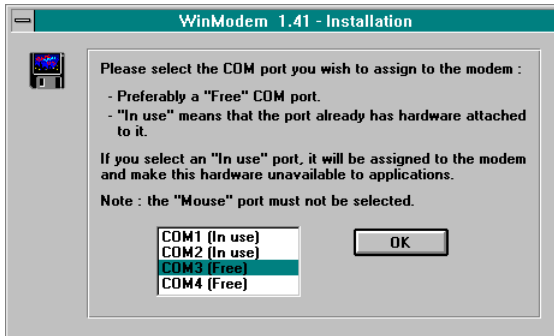 WinModem 1.41 - Installation
Please select the COM port you wish to assign to the modem :
- Preferably a "Free" COM port.
- "In use" means that the port already has hardware attached
to it.
If you select an "In use" port, it will be assigned to the modem
and make this hardware unavailable to applications.
Note : the "Mouse" port must not be selected.
COM1 (In use)
COM2 (In use)
COM3 (Free)
COM4 (Free)
OK